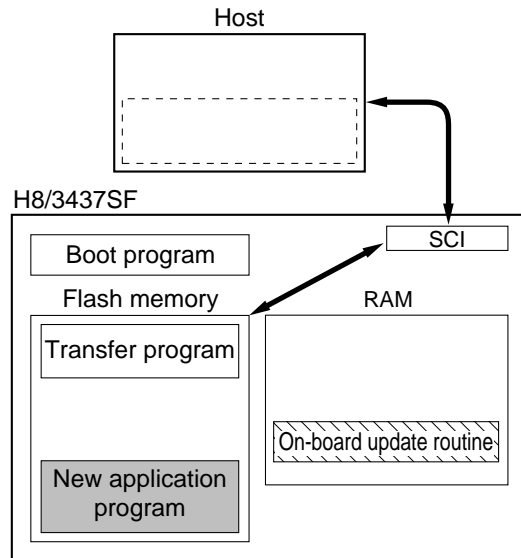 Host
H8/3437SF
SCI
Boot program
Flash memory
RAM
Transfer program
On-board update routine
New application
program